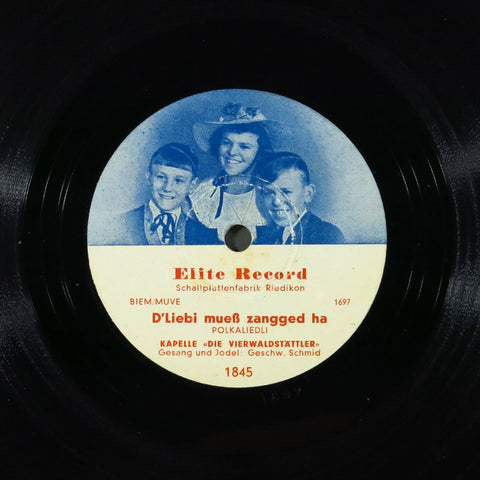 Elite Record
Schallplattenfabrik Riedikon
BIEM/MUVE 1697
D'Liebi mueß zangged ha
POLKALIEDLI
KAPELLE «DIE VIERWALDSTÄTTLER»
Gesang und Jodel: Geschw. Schmid
1845